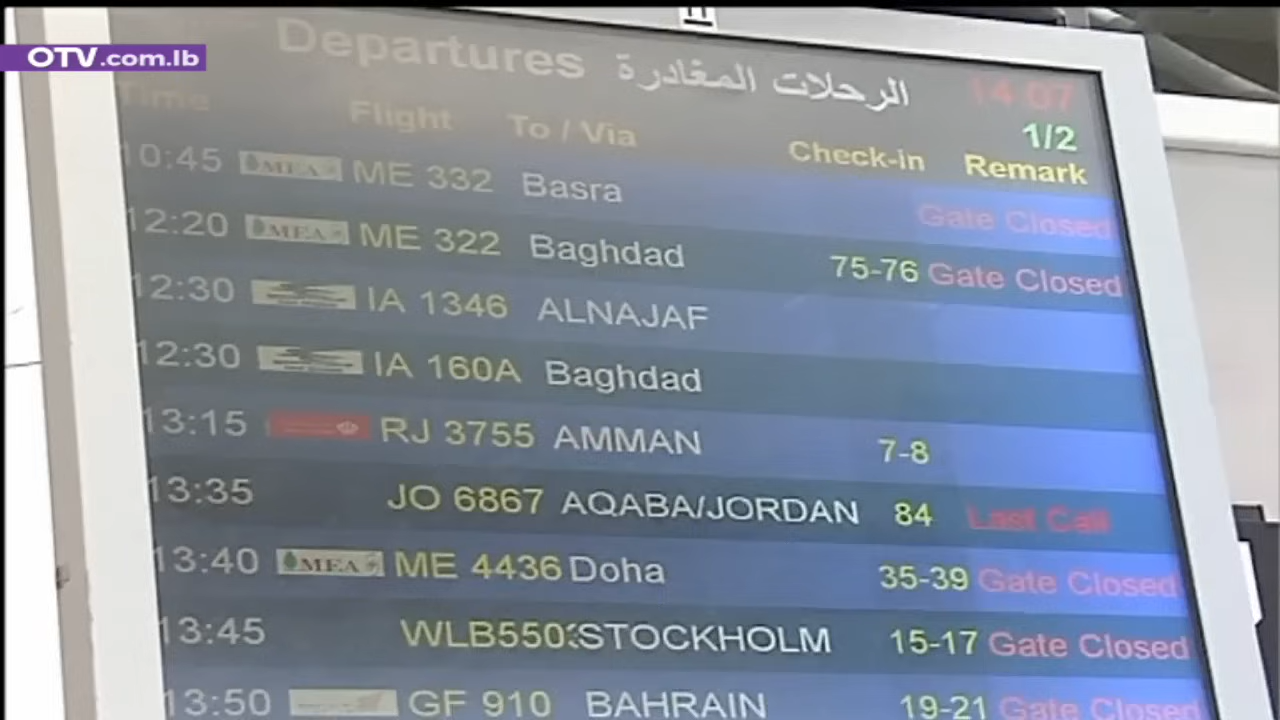 OTV.com.lb
Departures الرحلات المغادرة 14:07
1/2
Time Flight To / Via Check-in Remark
10:45 MEA ME 332 Basra Gate Closed
12:20 MEA ME 322 Baghdad 75-76 Gate Closed
12:30 IA 1346 ALNAJAF
12:30 IA 160A Baghdad
13:15 RJ 3755 AMMAN 7-8
13:35 JO 6867 AQABA/JORDAN 84 Last Call
13:40 MEA ME 4436 Doha 35-39 Gate Closed
13:45 WLB550 STOCKHOLM 15-17 Gate Closed
13:50 GF 910 BAHRAIN 19-21 Gate Closed